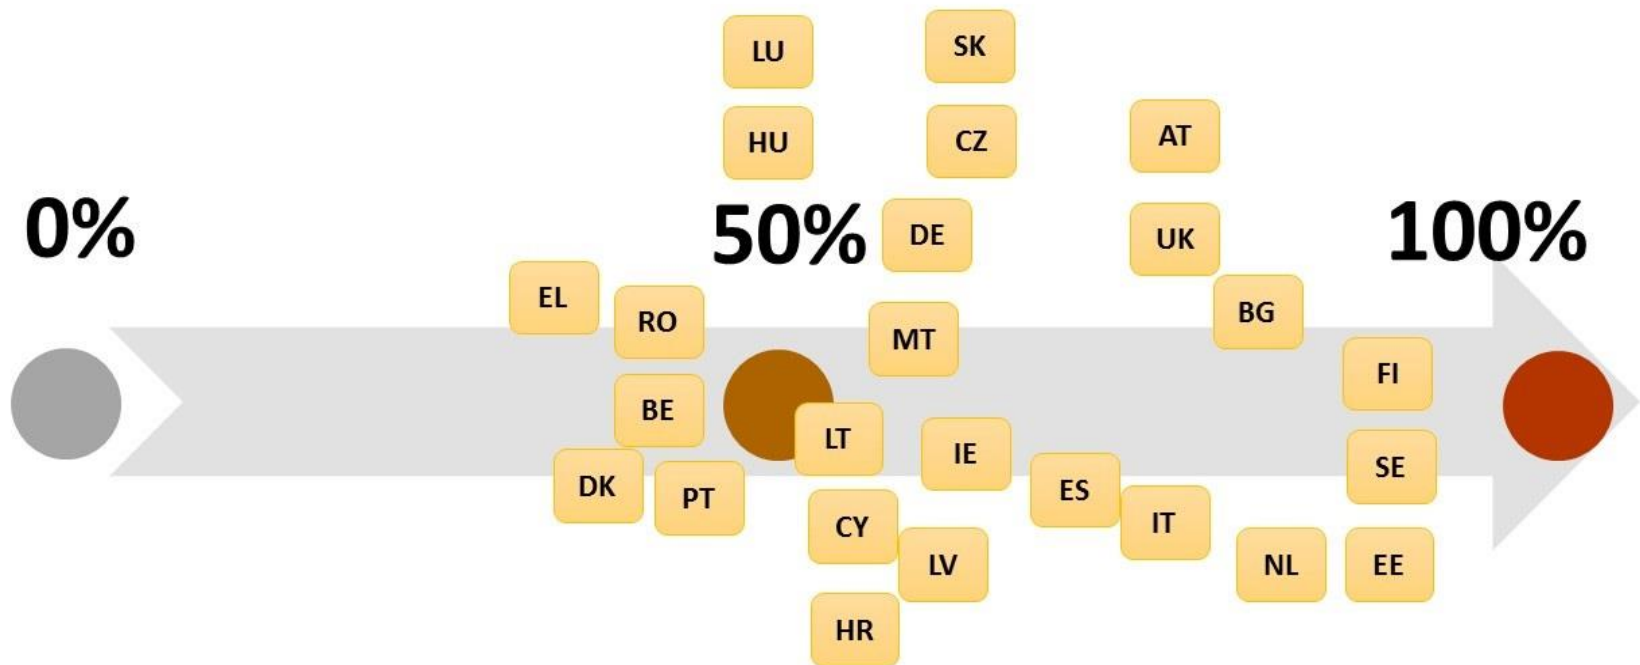 LU
SK
HU
CZ
AT
0%
50%
DE
UK
100%
EL
RO
MT
BG
FI
BE
LT
IE
SE
DK
PT
ES
CY
IT
LV
NL
EE
HR